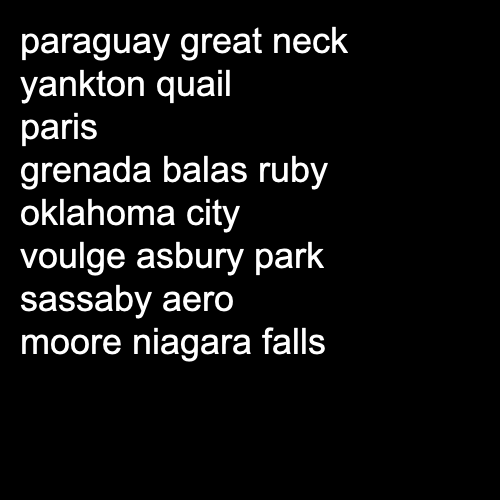 paraguay great neck
yankton quail
paris
grenada balas ruby
oklahoma city
voulge asbury park
sassaby aero
moore niagara falls